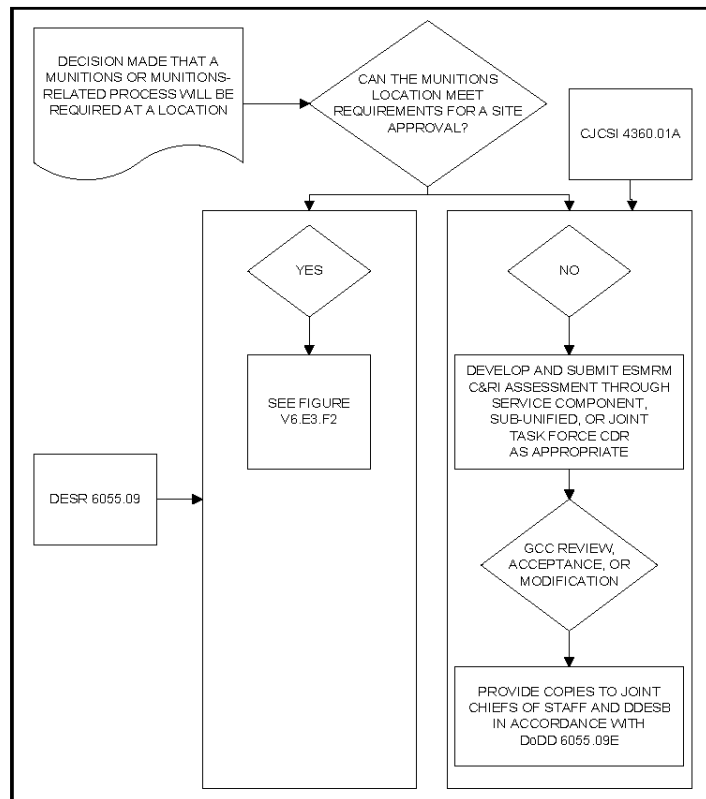 DECISION MADE THAT A
MUNITIONS OR MUNITIONS-
RELATED PROCESS WILL BE
REQUIRED AT A LOCATION
CAN THE MUNITIONS
LOCATION MEET
REQUIREMENTS FOR A SITE
APPROVAL?
CJCSI 4360.01A
YES
SEE FIGURE
V6.E3.F2
DESR 6055.09
NO
DEVELOP AND SUBMIT ESMRM
C&RI ASSESSMENT THROUGH
SERVICE COMPONENT,
SUB-UNIFIED, OR JOINT
TASK FORCE CDR
AS APPROPRIATE
GCC REVIEW,
ACCEPTANCE, OR
MODIFICATION
PROVIDE COPIES TO JOINT
CHIEFS OF STAFF AND DDESB
IN ACCORDANCE WITH
DoDD 6055.09E